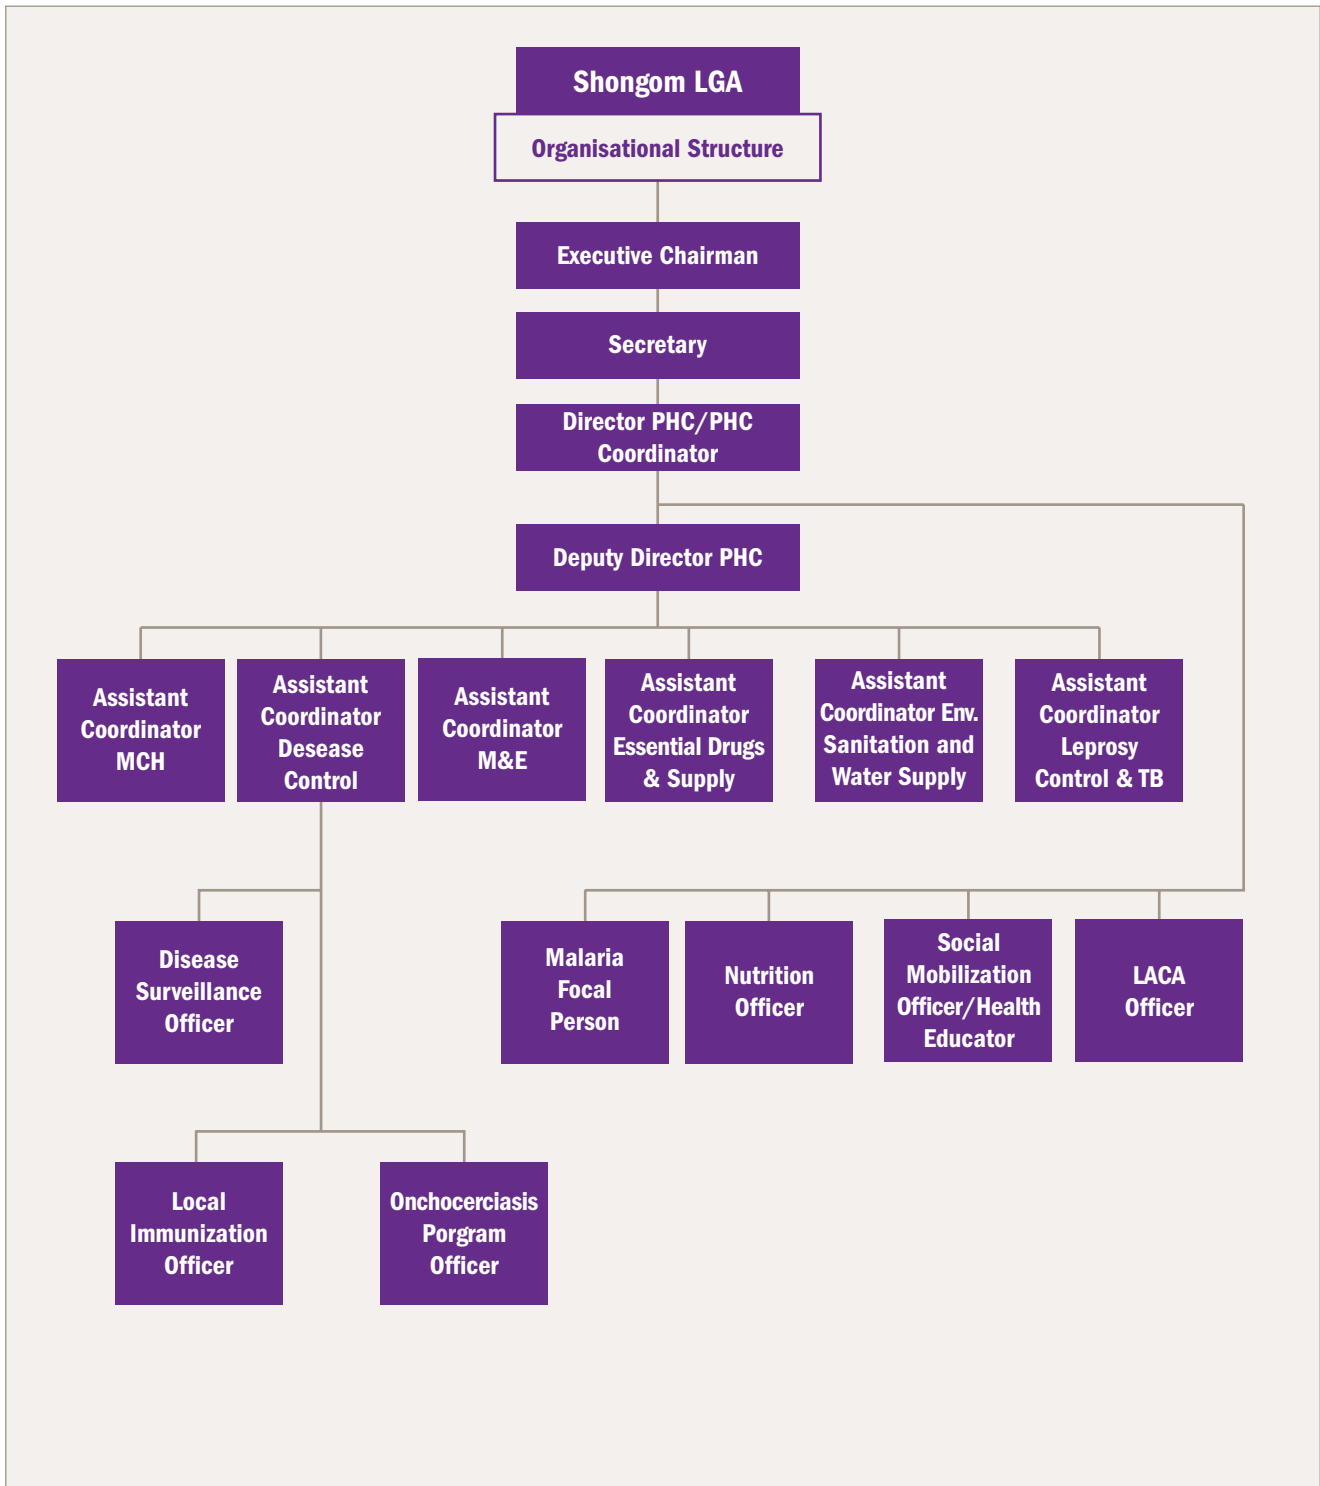 Shongom LGA
Organisational Structure
Executive Chairman
Secretary
Director PHC/PHC
Coordinator
Deputy Director PHC
Assistant
Coordinator
MCH
Assistant
Coordinator
Desease
Control
Assistant
Coordinator
M&E
Assistant
Coordinator
Essential Drugs
& Supply
Assistant
Coordinator Env.
Sanitation and
Water Supply
Assistant
Coordinator
Leprosy
Control & TB
Disease
Surveillance
Officer
Malaria
Focal
Person
Nutrition
Officer
Social
Mobilization
Officer/Health
Educator
LACA
Officer
Local
Immunization
Officer
Onchocerciasis
Porgram
Officer